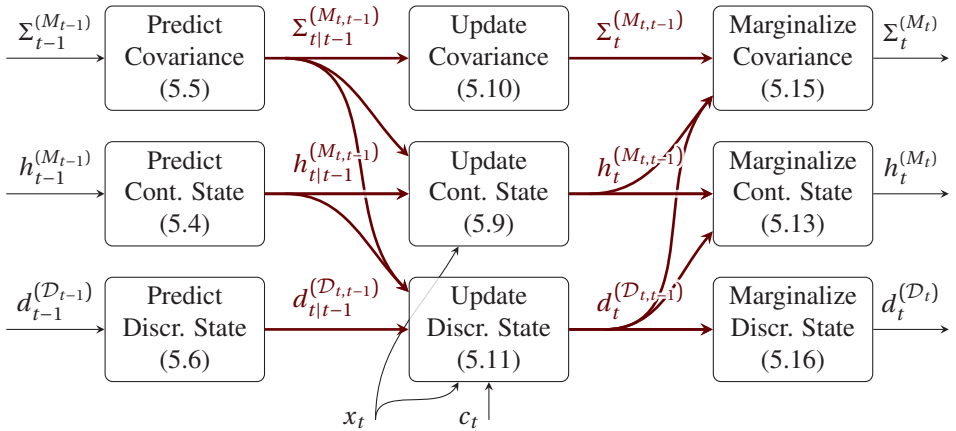 Σ_{t−1}^{(M_{t−1})}
Predict
Covariance
(5.5)
Σ_{t|t−1}^{(M_{t,t−1})}
Update
Covariance
(5.10)
Σ_t^{(M_{t,t−1})}
Marginalize
Covariance
(5.15)
Σ_t^{(M_t)}
h_{t−1}^{(M_{t−1})}
Predict
Cont. State
(5.4)
h_{t|t−1}^{(M_{t,t−1})}
Update
Cont. State
(5.9)
h_t^{(M_{t,t−1})}
Marginalize
Cont. State
(5.13)
h_t^{(M_t)}
d_{t−1}^{(𝒟_{t−1})}
Predict
Discr. State
(5.6)
d_{t|t−1}^{(𝒟_{t,t−1})}
Update
Discr. State
(5.11)
d_t^{(𝒟_{t,t−1})}
Marginalize
Discr. State
(5.16)
d_t^{(𝒟_t)}
x_t
c_t